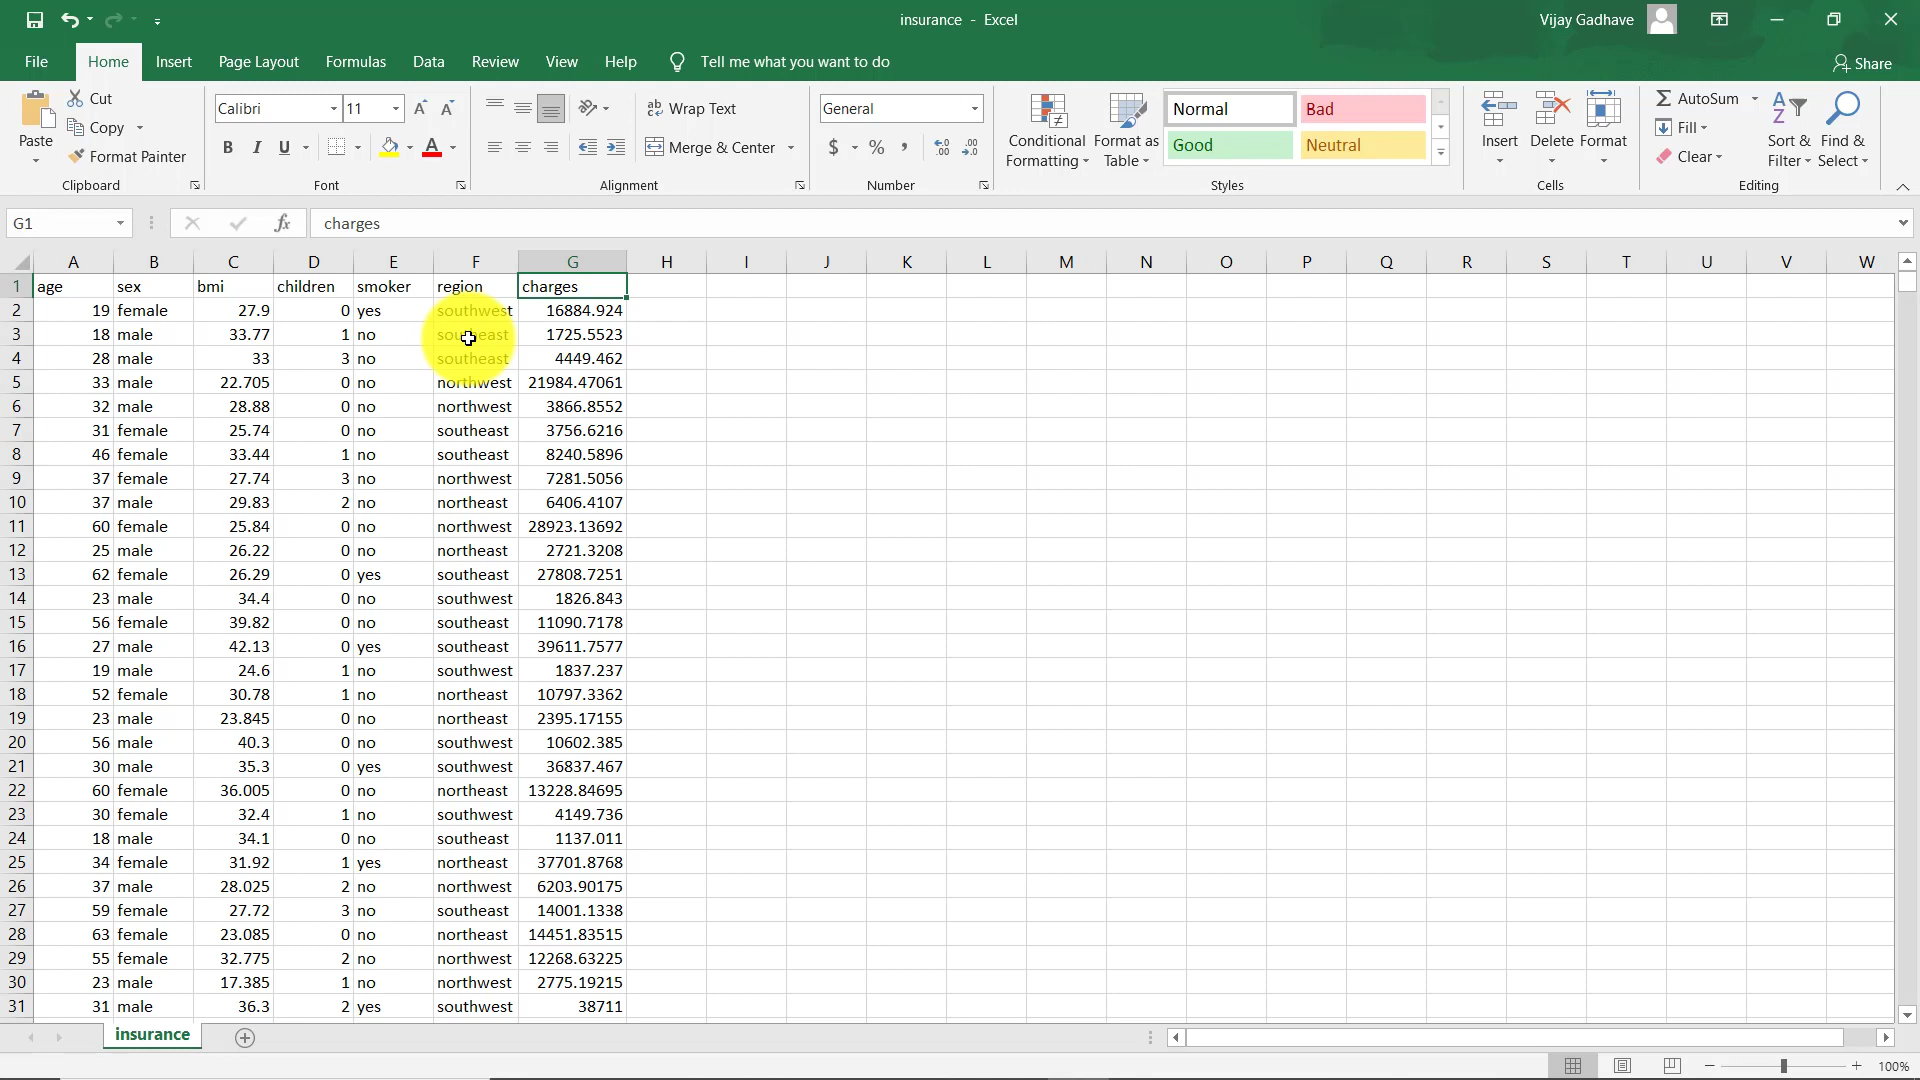 insurance - Excel
Vijay Gadhave
File Home Insert Page Layout Formulas Data Review View Help Tell me what you want to do Share
Paste
Cut
Copy
Format Painter
Clipboard
Calibri 11
B I U A
Font
Wrap Text
Merge & Center
Alignment
General
$ % ,
Number
Conditional Formatting
Format as Table
Normal Bad
Good Neutral
Styles
Insert Delete Format
Cells
AutoSum
Fill
Clear
Sort & Filter
Find & Select
Editing
G1 fx charges
A B C D E F G H I J K L M N O P Q R S T U V W
1 age sex bmi children smoker region charges
2 19 female 27.9 0 yes southwest 16884.924
3 18 male 33.77 1 no southeast 1725.5523
4 28 male 33 3 no southeast 4449.462
5 33 male 22.705 0 no northwest 21984.47061
6 32 male 28.88 0 no northwest 3866.8552
7 31 female 25.74 0 no southeast 3756.6216
8 46 female 33.44 1 no southeast 8240.5896
9 37 female 27.74 3 no northwest 7281.5056
10 37 male 29.83 2 no northeast 6406.4107
11 60 female 25.84 0 no northwest 28923.13692
12 25 male 26.22 0 no northeast 2721.3208
13 62 female 26.29 0 yes southeast 27808.7251
14 23 male 34.4 0 no southwest 1826.843
15 56 female 39.82 0 no southeast 11090.7178
16 27 male 42.13 0 yes southeast 39611.7577
17 19 male 24.6 1 no southwest 1837.237
18 52 female 30.78 1 no northeast 10797.3362
19 23 male 23.845 0 no northeast 2395.17155
20 56 male 40.3 0 no southwest 10602.385
21 30 male 35.3 0 yes southwest 36837.467
22 60 female 36.005 0 no northeast 13228.84695
23 30 female 32.4 1 no southwest 4149.736
24 18 male 34.1 0 no southeast 1137.011
25 34 female 31.92 1 yes northeast 37701.8768
26 37 male 28.025 2 no northwest 6203.90175
27 59 female 27.72 3 no southeast 14001.1338
28 63 female 23.085 0 no northeast 14451.83515
29 55 female 32.775 2 no northwest 12268.63225
30 23 male 17.385 1 no northwest 2775.19215
31 31 male 36.3 2 yes southwest 38711
insurance
100%